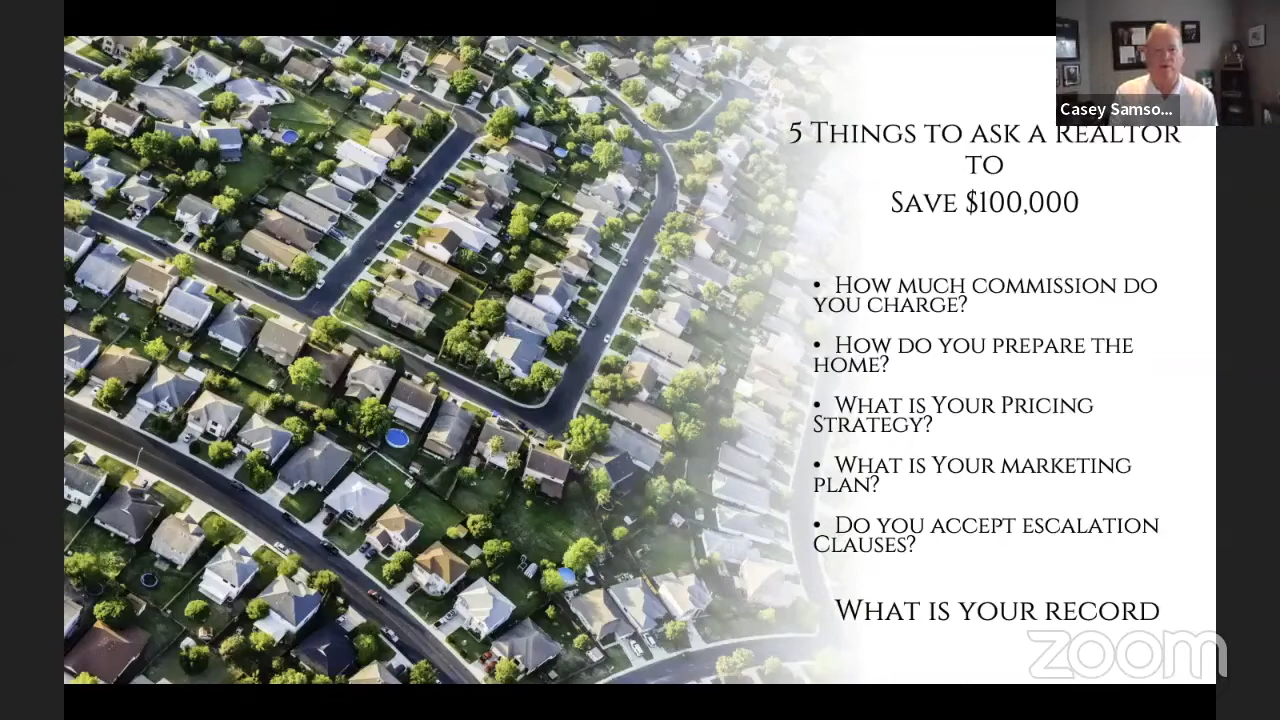 Casey Samso...
5 Things to ask a Realtor
to
Save $100,000
• How much commission do
you charge?
• How do you prepare the
home?
• What is Your Pricing
Strategy?
• What is Your marketing
plan?
• Do you accept escalation
Clauses?
What is your record
zoom